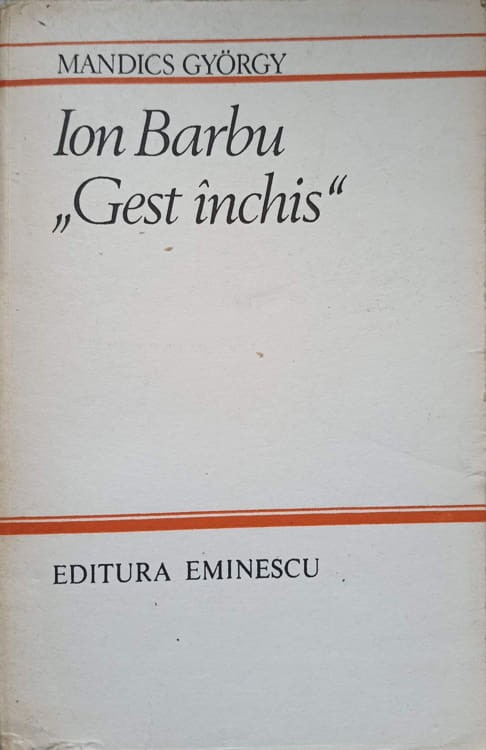 MANDICS GYÖRGY
Ion Barbu
„Gest închis“
EDITURA EMINESCU